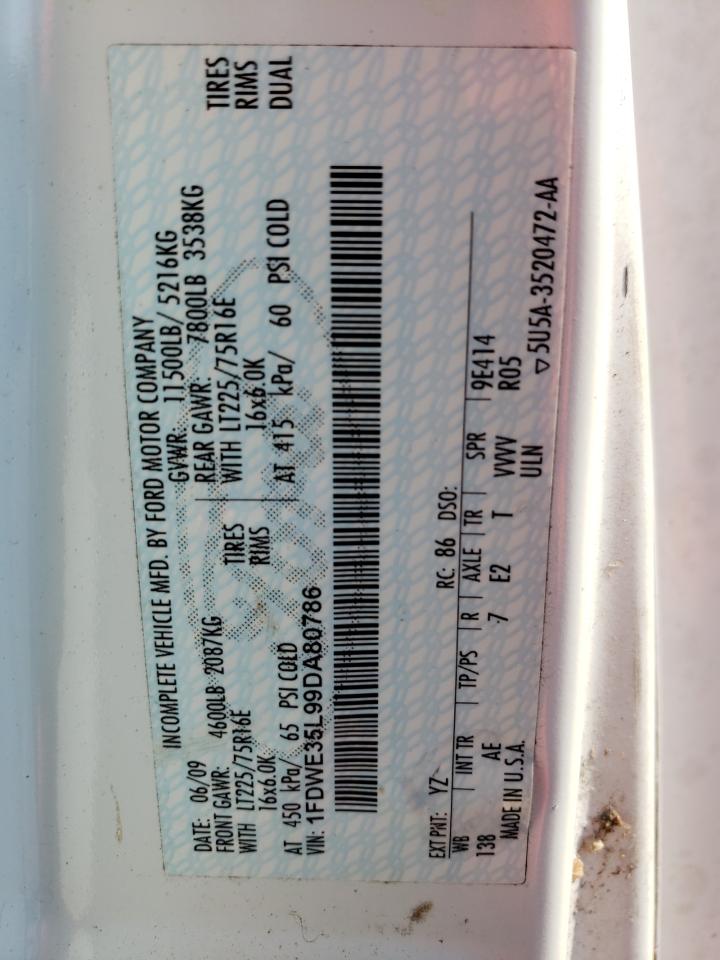 INCOMPLETE VEHICLE MFD. BY FORD MOTOR COMPANY
DATE: 06/09 GVWR: 11500LB/ 5216KG
FRONT GAWR: 4600LB 2087KG REAR GAWR: 7800LB 3538KG
WITH LT225/75R16E TIRES WITH LT225/75R16E TIRES
16x6.0K RIMS 16x6.0K RIMS
AT 450 kPa/ 65 PSI COLD AT 415 kPa/ 60 PSI COLD DUAL
VIN: 1FDWE35L99DA80786
EXT PNT: YZ RC: 86 DSO:
WB INT TR TP/PS R AXLE TR SPR
138 AE 7 E2 T VVVV 9E414
MADE IN U.S.A. ULN R05
▽5U5A-3520472-AA